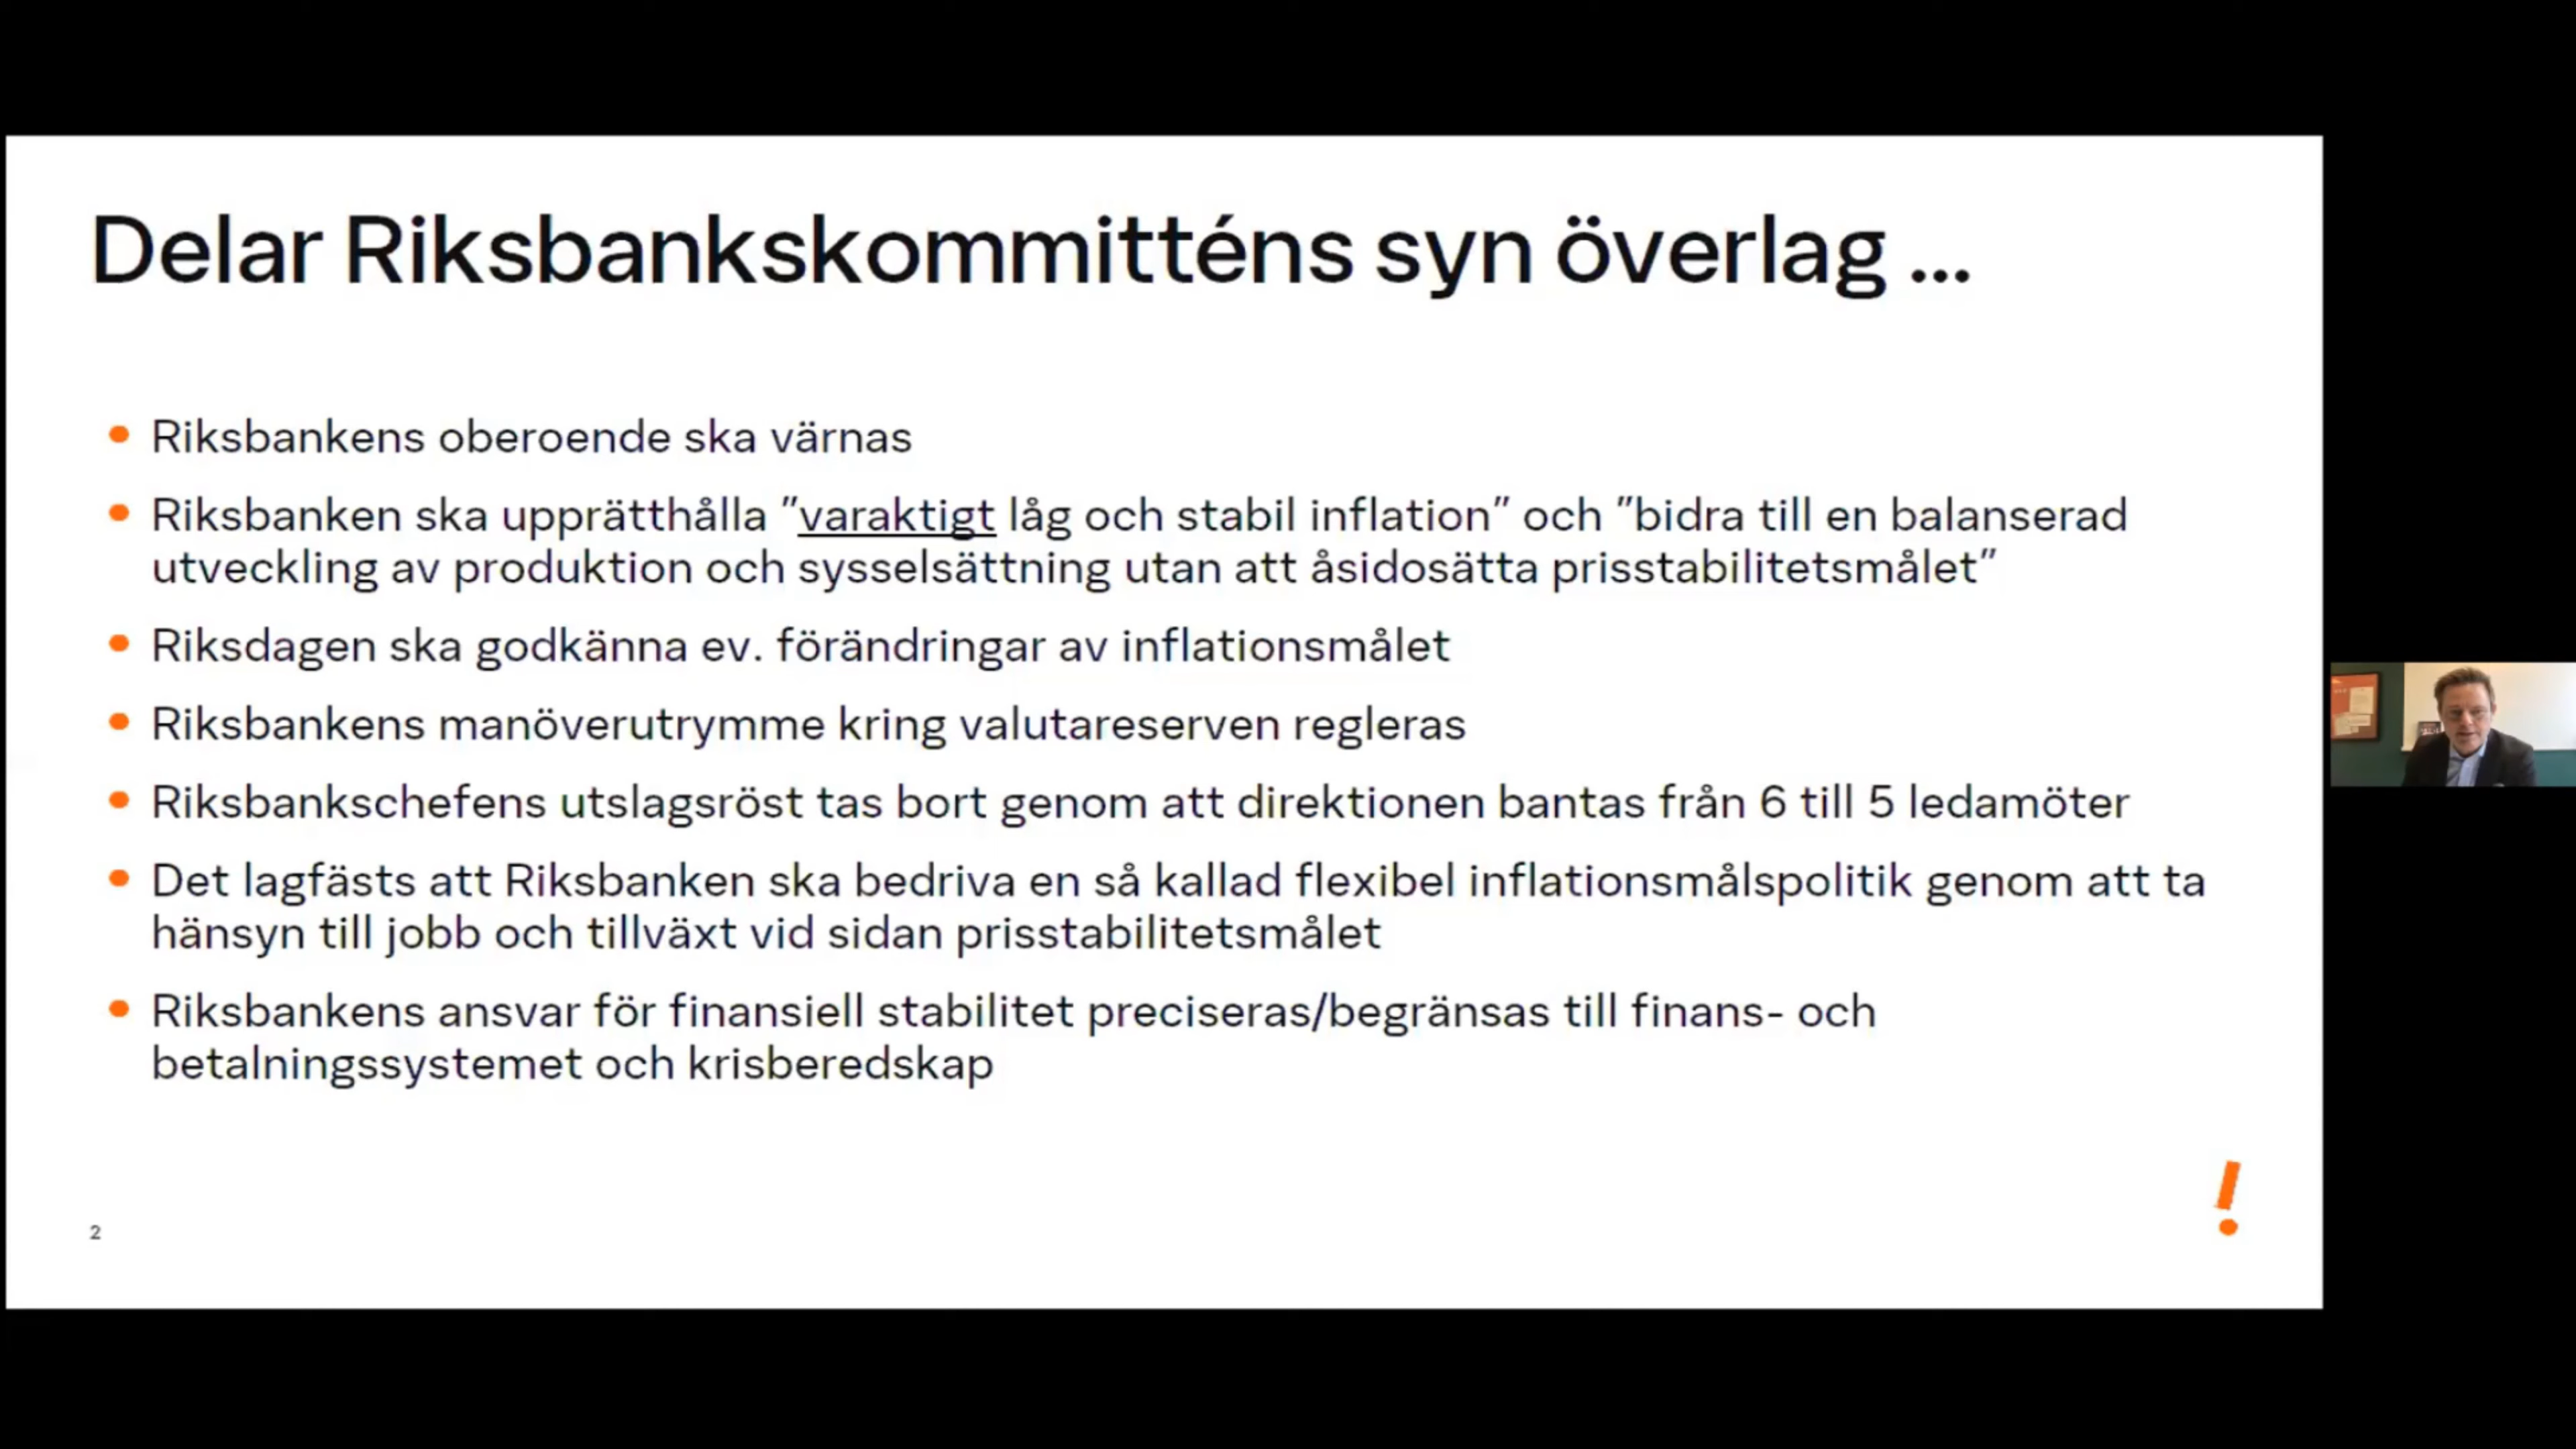 Delar Riksbankskommitténs syn överlag ...
• Riksbankens oberoende ska värnas
• Riksbanken ska upprätthålla ”varaktigt låg och stabil inflation” och ”bidra till en balanserad
utveckling av produktion och sysselsättning utan att åsidosätta prisstabilitetsmålet”
• Riksdagen ska godkänna ev. förändringar av inflationsmålet
• Riksbankens manöverutrymme kring valutareserven regleras
• Riksbankschefens utslagsröst tas bort genom att direktionen bantas från 6 till 5 ledamöter
• Det lagfästs att Riksbanken ska bedriva en så kallad flexibel inflationsmålspolitik genom att ta
hänsyn till jobb och tillväxt vid sidan prisstabilitetsmålet
• Riksbankens ansvar för finansiell stabilitet preciseras/begränsas till finans- och
betalningssystemet och krisberedskap
2
!